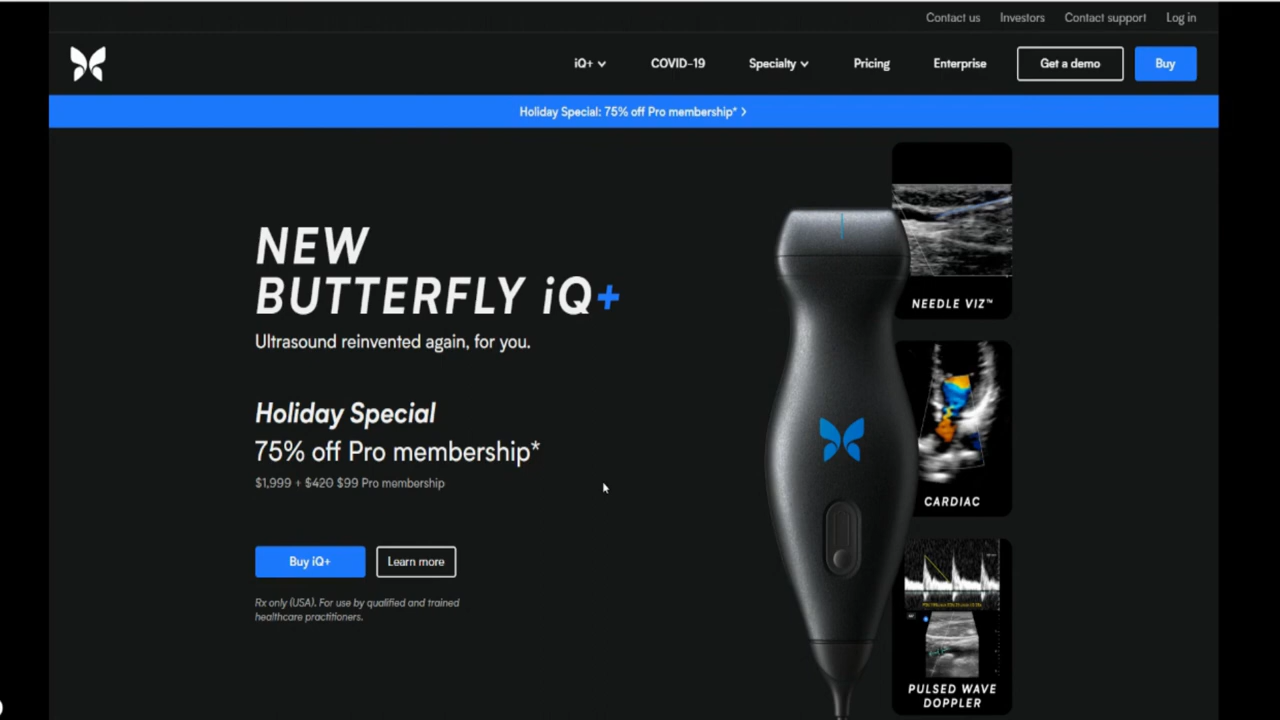 Contact us Investors Contact support Log in
iQ+ COVID-19 Specialty Pricing Enterprise Get a demo Buy
Holiday Special: 75% off Pro membership* >
NEW
BUTTERFLY iQ+
Ultrasound reinvented again, for you.
Holiday Special
75% off Pro membership*
$1,999 + $420 $99 Pro membership
Buy iQ+ Learn more
Rx only (USA). For use by qualified and trained
healthcare practitioners.
NEEDLE VIZ™
CARDIAC
PULSED WAVE
DOPPLER